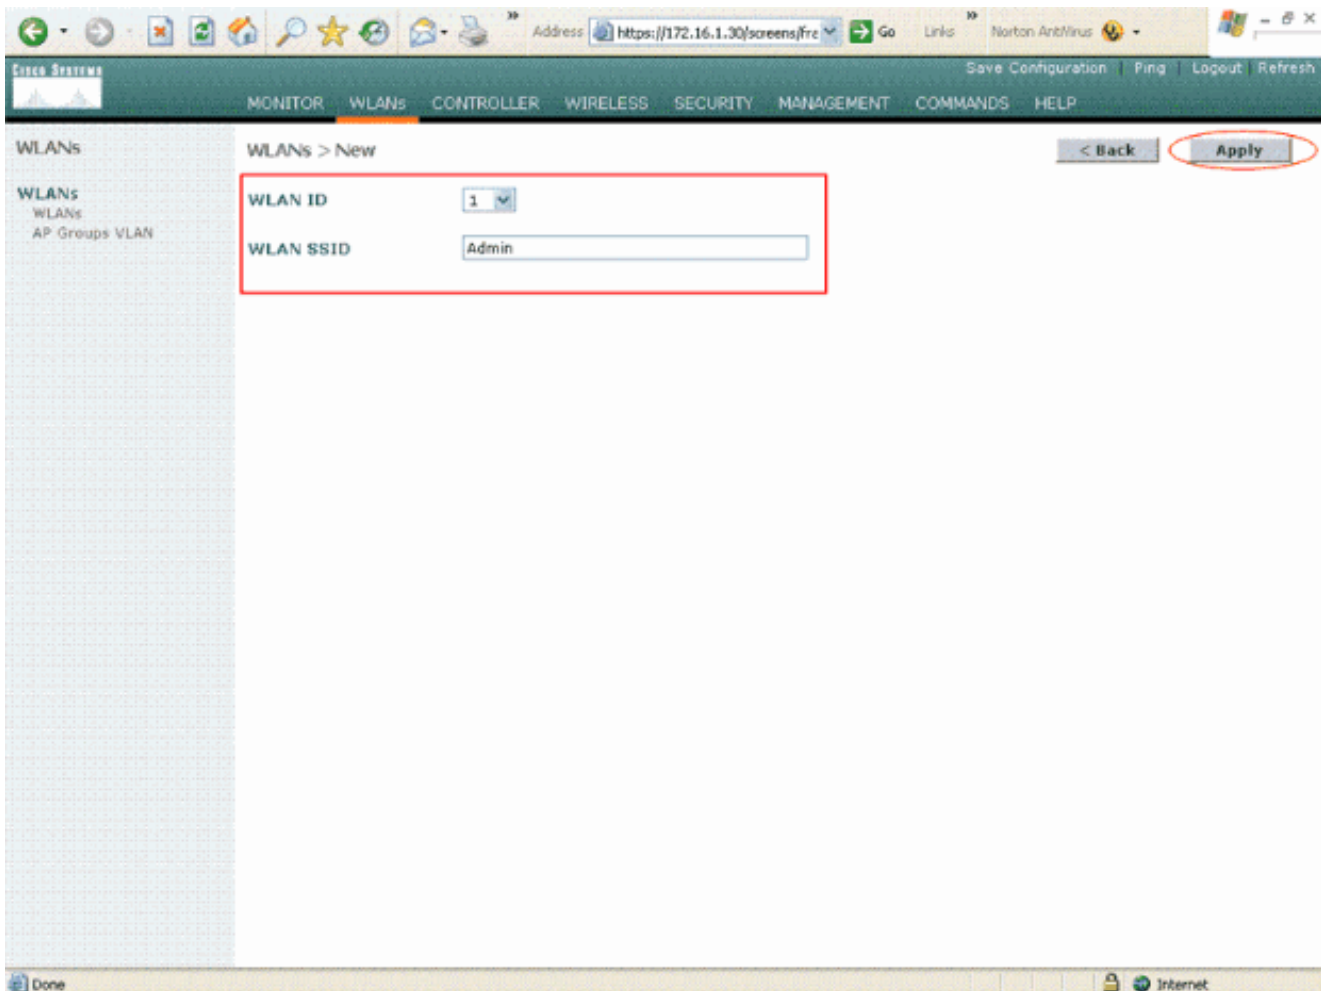 Address https://172.16.1.30/screens/fra Go Links Norton AntiVirus
CISCO SYSTEMS
Save Configuration | Ping | Logout | Refresh
MONITOR WLANs CONTROLLER WIRELESS SECURITY MANAGEMENT COMMANDS HELP
WLANs
WLANs > New
< Back
Apply
WLANs
WLANs
AP Groups VLAN
WLAN ID 1
WLAN SSID Admin
Done
Internet